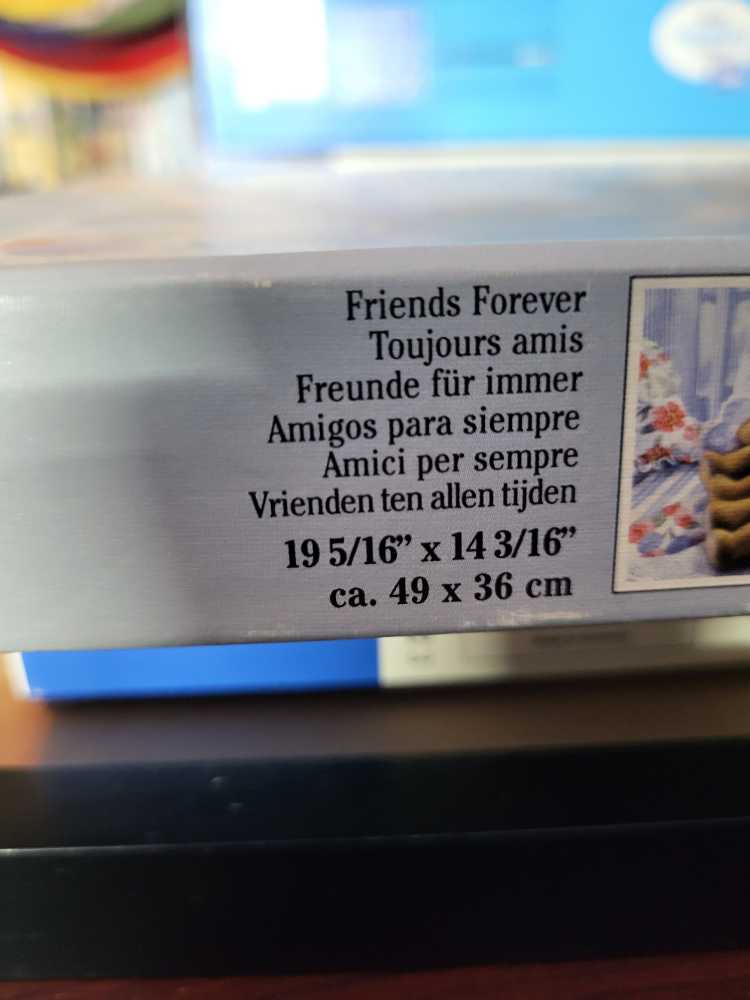 Friends Forever
Toujours amis
Freunde für immer
Amigos para siempre
Amici per sempre
Vrienden ten allen tijden
19 5/16” x 14 3/16”
ca. 49 x 36 cm